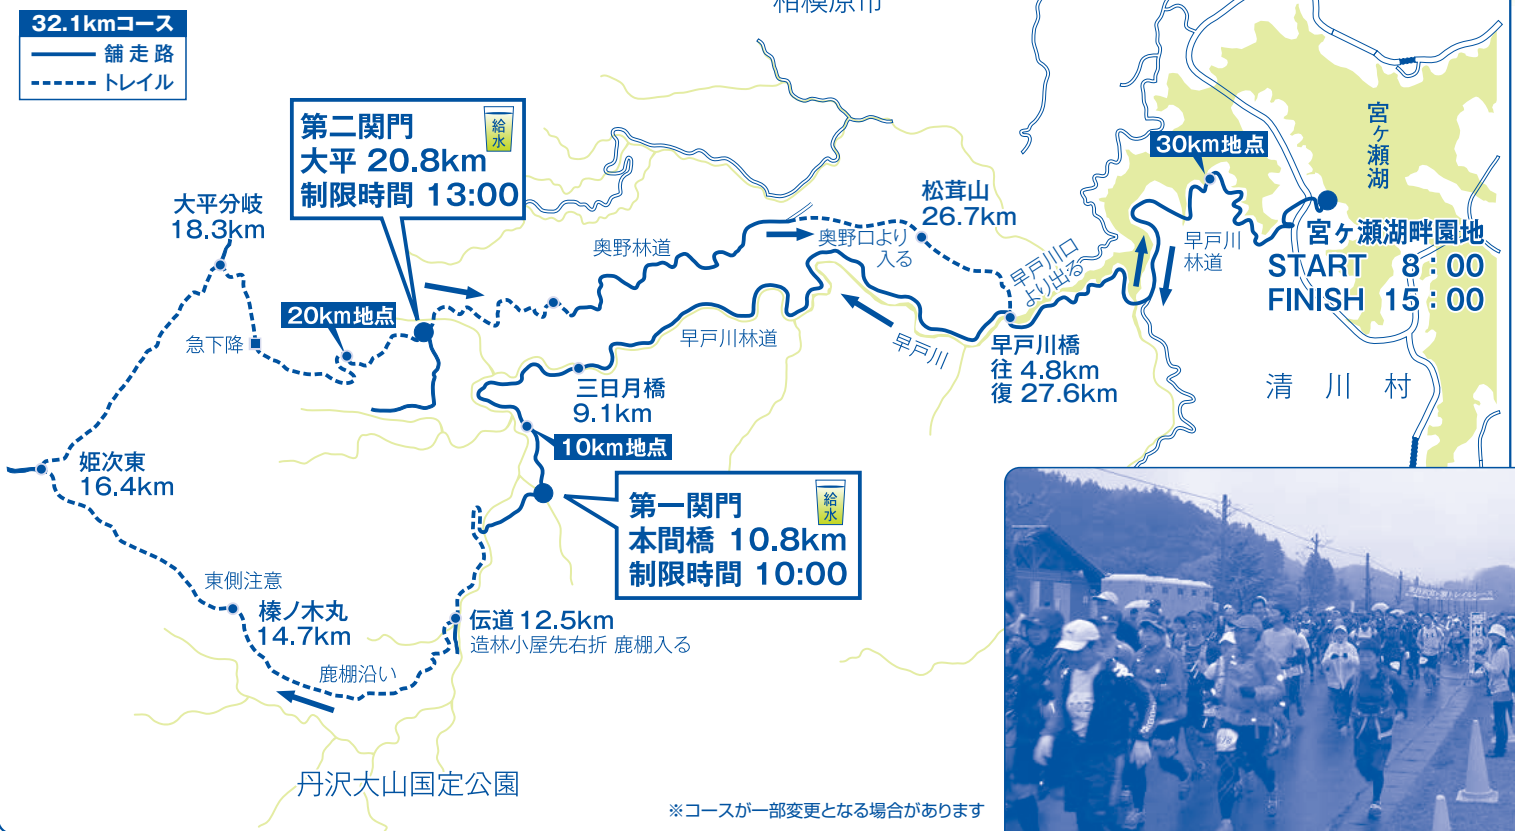 相模原市
32.1kmコース
舗走路
トレイル
宮ヶ瀬湖
30km地点
第二関門
給水
大平 20.8km
制限時間 13:00
大平分岐
18.3km
松茸山
26.7km
奥野林道
奥野口より
入る
早戸川口
より出る
早戸川
林道
宮ヶ瀬湖畔園地
START 8:00
FINISH 15:00
20km地点
急下降
早戸川林道
早戸川
早戸川橋
往 4.8km
復 27.6km
三日月橋
9.1km
清川村
10km地点
姫次東
16.4km
第一関門
給水
本間橋 10.8km
制限時間 10:00
東側注意
榛ノ木丸
14.7km
伝道 12.5km
造林小屋先右折 鹿棚入る
鹿棚沿い
丹沢大山国定公園
※コースが一部変更となる場合があります